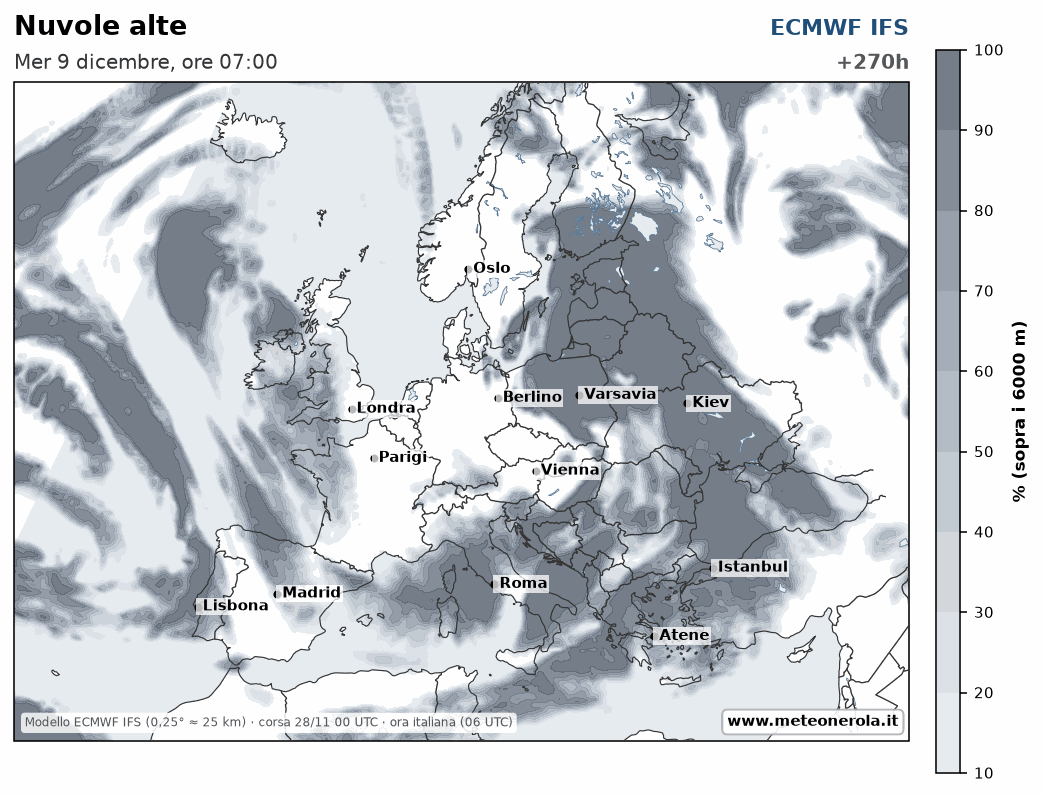 Nuvole alte
ECMWF IFS
Mer 9 dicembre, ore 07:00
+270h
100
90
80
70
60
50
40
30
20
10
% (sopra i 6000 m)
Oslo
Berlino
Varsavia
Kiev
Londra
Parigi
Vienna
Istanbul
Roma
Madrid
Lisbona
Atene
Modello ECMWF IFS (0,25° ≈ 25 km) · corsa 28/11 00 UTC · ora italiana (06 UTC)
www.meteonerola.it